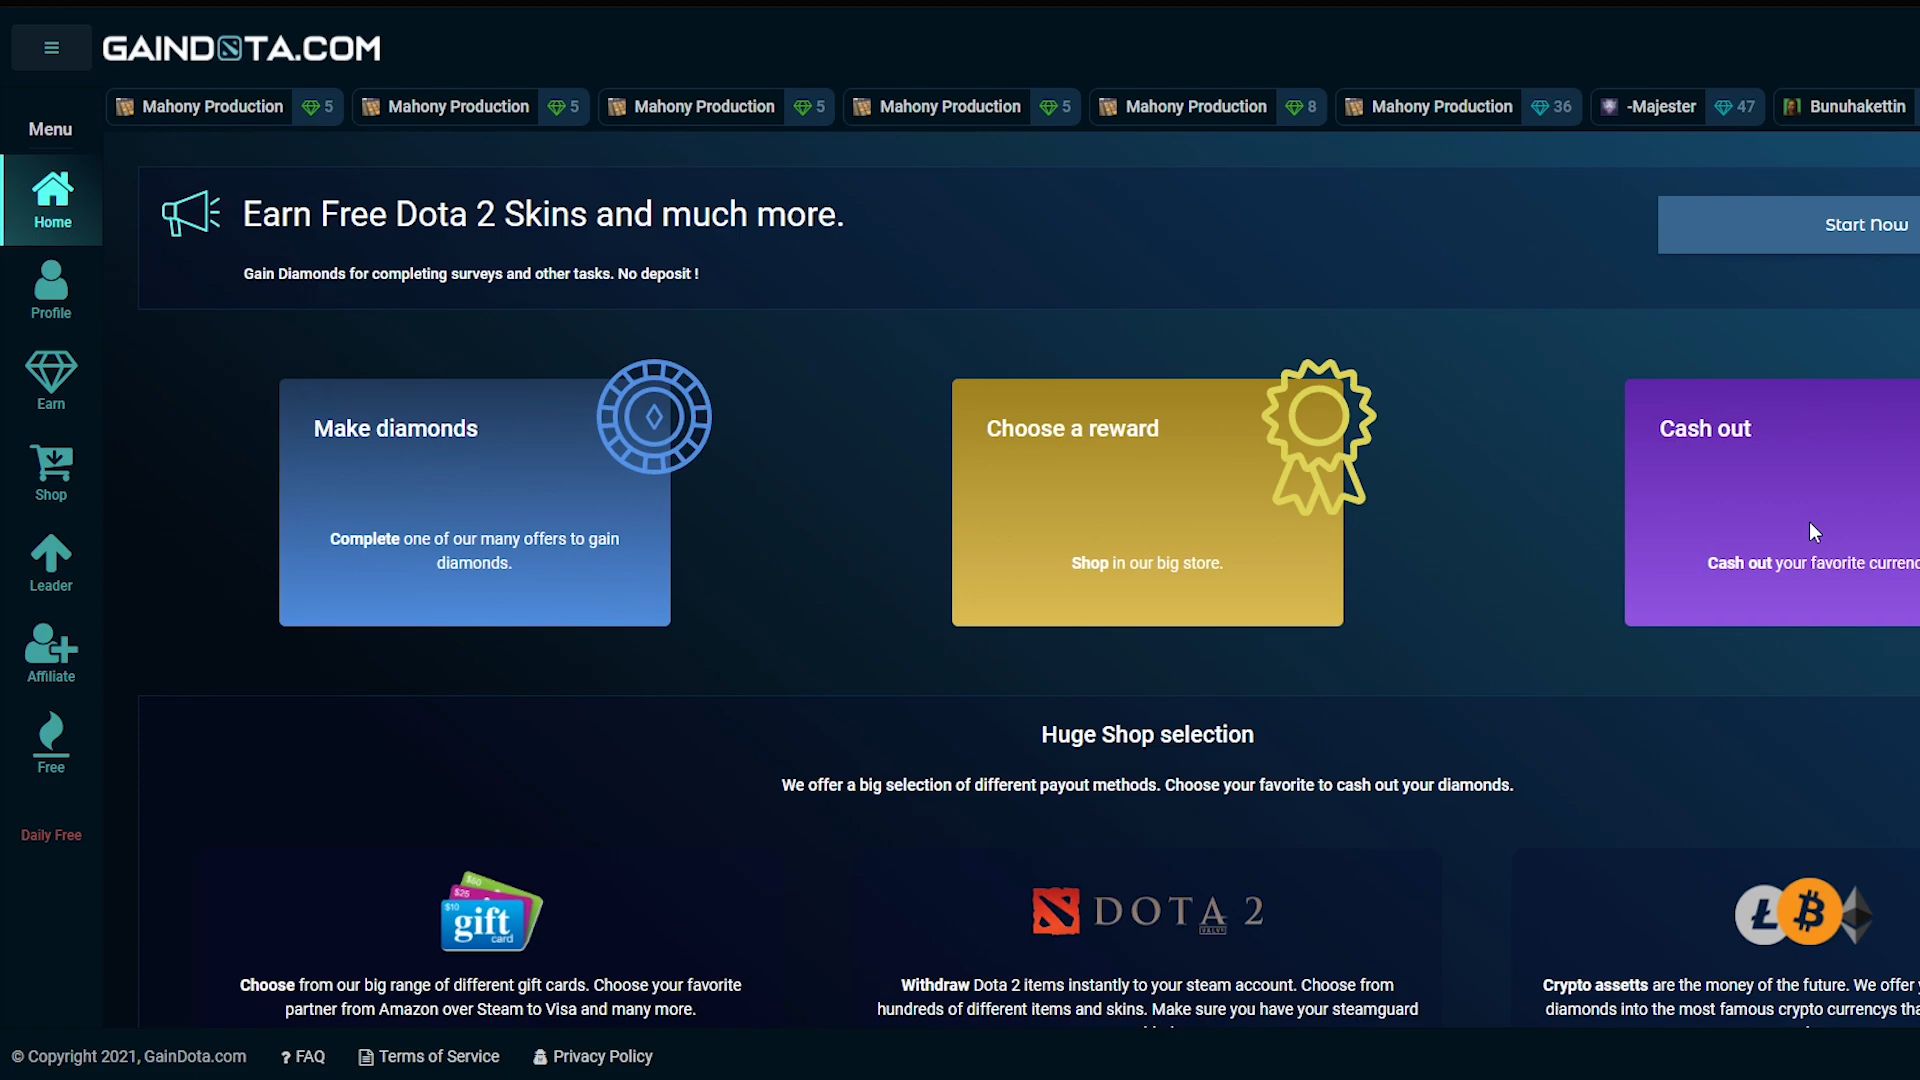 GAINDOTA.COM
Mahony Production 5 Mahony Production 5 Mahony Production 5 Mahony Production 5 Mahony Production 8 Mahony Production 36 -Majester 47 Bunuhakettin
Menu
Home
Profile
Earn
Shop
Leader
Affiliate
Free
Daily Free
Earn Free Dota 2 Skins and much more.
Gain Diamonds for completing surveys and other tasks. No deposit !
Start Now
Make diamonds
Complete one of our many offers to gain
diamonds.
Choose a reward
Shop in our big store.
Cash out
Cash out your favorite currenc
Huge Shop selection
We offer a big selection of different payout methods. Choose your favorite to cash out your diamonds.
$50
$25
$10
gift
card
Choose from our big range of different gift cards. Choose your favorite
partner from Amazon over Steam to Visa and many more.
DOTA 2
VALVE
Withdraw Dota 2 items instantly to your steam account. Choose from
hundreds of different items and skins. Make sure you have your steamguard
Crypto assetts are the money of the future. We offer
diamonds into the most famous crypto currencys tha
© Copyright 2021, GainDota.com ? FAQ Terms of Service Privacy Policy